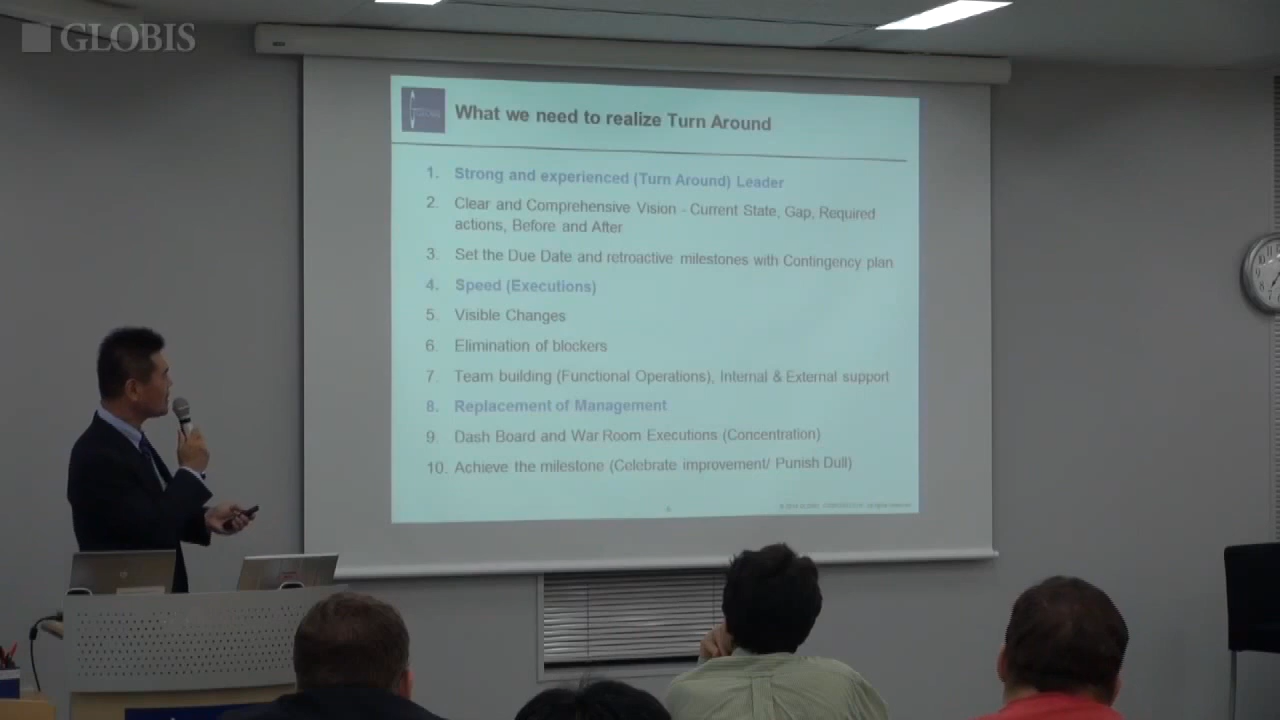 GLOBIS
What we need to realize Turn Around
1. Strong and experienced (Turn Around) Leader
2. Clear and Comprehensive Vision - Current State, Gap, Required
actions, Before and After
3. Set the Due Date and retroactive milestones with Contingency plan
4. Speed (Executions)
5. Visible Changes
6. Elimination of blockers
7. Team building (Functional Operations), Internal & External support
8. Replacement of Management
9. Dash Board and War Room Executions (Concentration)
10. Achieve the milestone (Celebrate improvement/ Punish Dull)